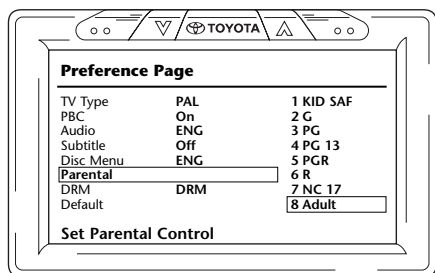 TOYOTA
Preference Page
TV Type PAL 1 KID SAF
PBC On 2 G
Audio ENG 3 PG
Subtitle Off 4 PG 13
Disc Menu ENG 5 PGR
Parental 6 R
DRM DRM 7 NC 17
Default 8 Adult
Set Parental Control